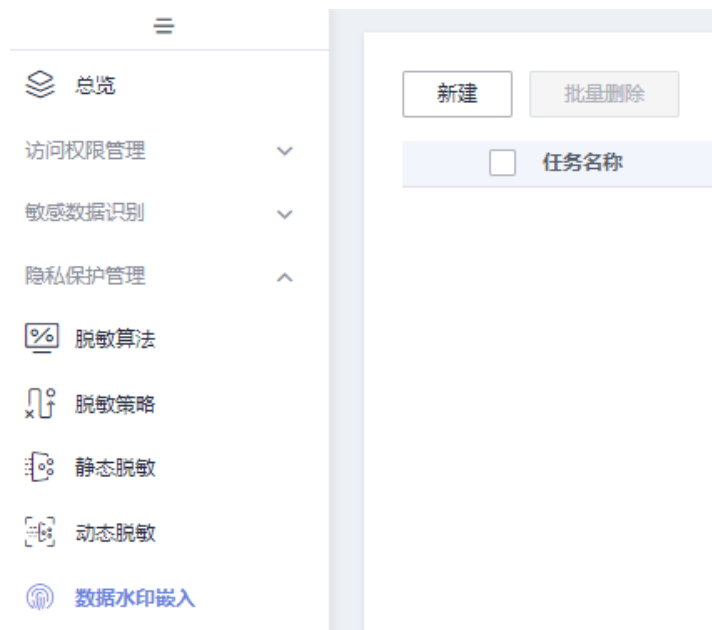 总览
访问权限管理
敏感数据识别
隐私保护管理
脱敏算法
脱敏策略
静态脱敏
动态脱敏
数据水印嵌入
新建 批量删除
任务名称